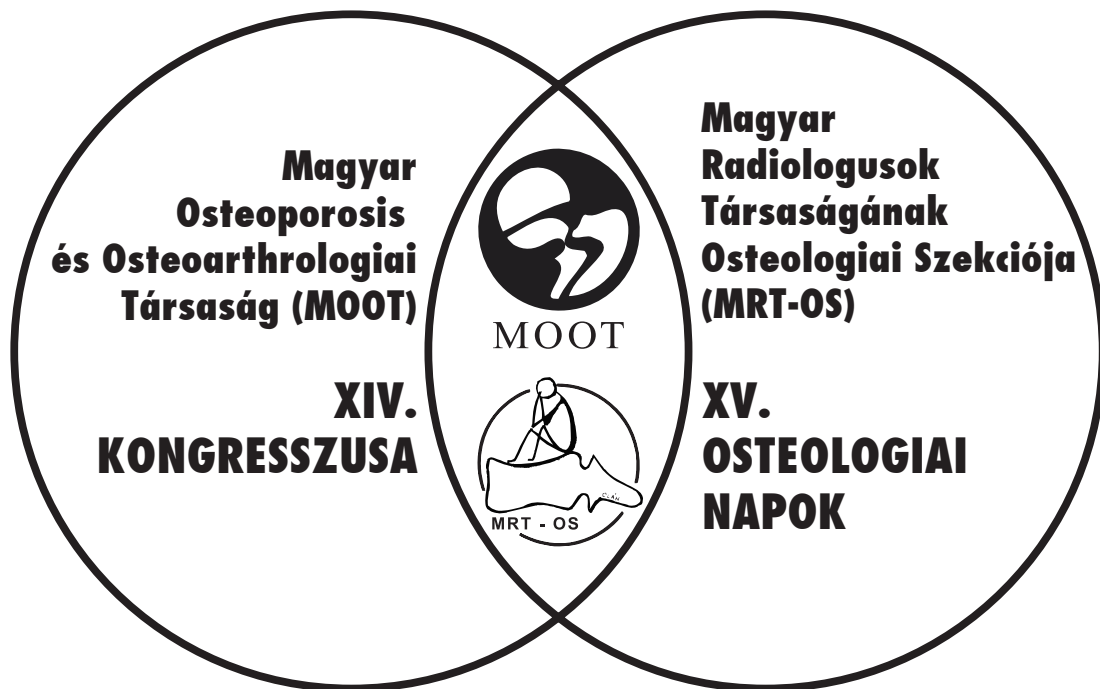 Magyar
Osteoporosis
és Osteoarthrologiai
Társaság (MOOT)
XIV.
KONGRESSZUSA
MOOT
MRT - OS
Magyar
Radiologusok
Társaságának
Osteologiai Szekciója
(MRT-OS)
XV.
OSTEOLOGIAI
NAPOK